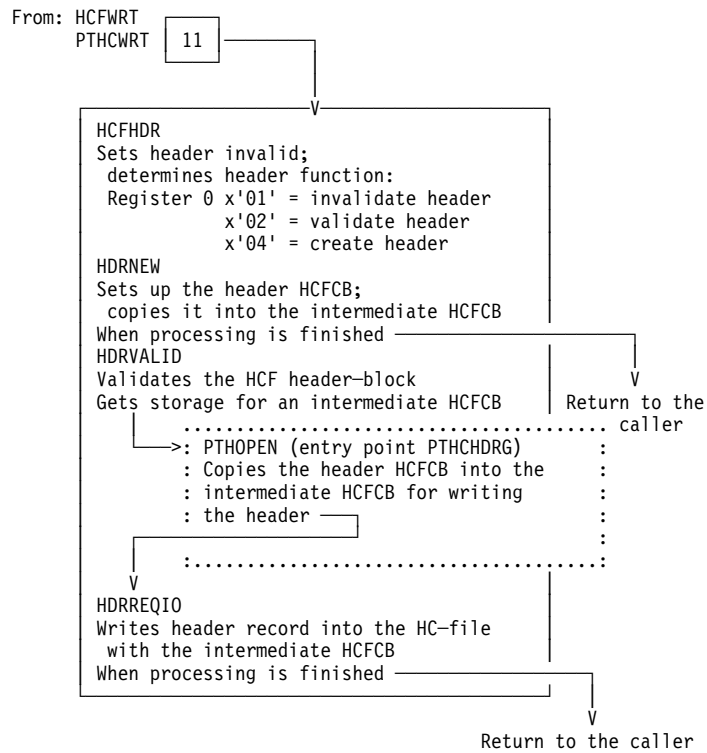 From: HCFWRT
PTHCWRT 11
V
HCFHDR
Sets header invalid;
determines header function:
Register 0 x'01' = invalidate header
x'02' = validate header
x'04' = create header
HDRNEW
Sets up the header HCFCB;
copies it into the intermediate HCFCB
When processing is finished
HDRVALID
Validates the HCF header—block V
Gets storage for an intermediate HCFCB Return to the
caller
>: PTHOPEN (entry point PTHCHDRG) :
: Copies the header HCFCB into the :
: intermediate HCFCB for writing :
: the header :
V
HDRREQIO
Writes header record into the HC—file
with the intermediate HCFCB
When processing is finished
V
Return to the caller